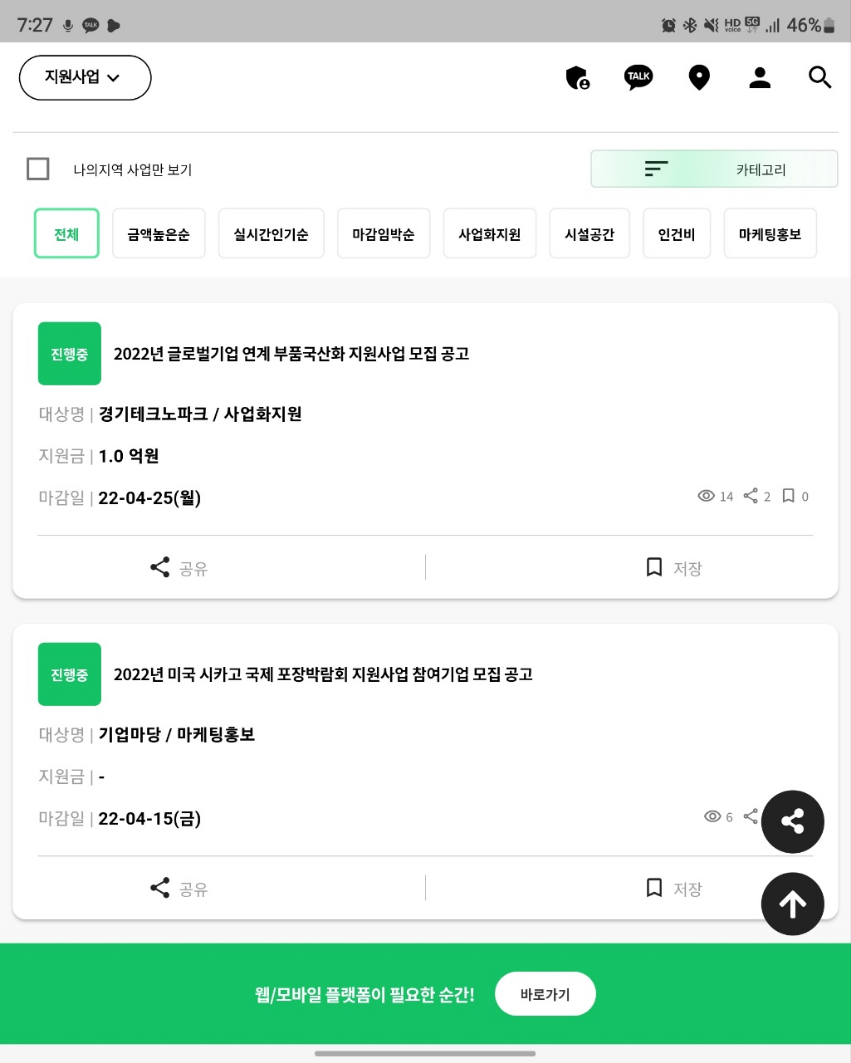 7:27 TALK HD voice 5G 46%
지원사업 TALK
나의지역 사업만 보기 카테고리
전체 금액높은순 실시간인기순 마감임박순 사업화지원 시설공간 인건비 마케팅홍보
진행중 2022년 글로벌기업 연계 부품국산화 지원사업 모집 공고
대상명 | 경기테크노파크 / 사업화지원
지원금 | 1.0 억원
마감일 | 22-04-25(월) 14 2 0
공유 저장
진행중 2022년 미국 시카고 국제 포장박람회 지원사업 참여기업 모집 공고
대상명 | 기업마당 / 마케팅홍보
지원금 | -
마감일 | 22-04-15(금) 6
공유 저장
웹/모바일 플랫폼이 필요한 순간! 바로가기